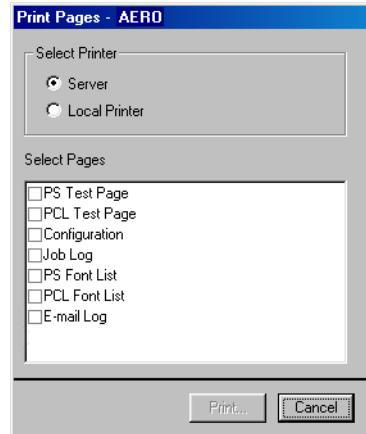 Print Pages - AERO
Select Printer
Server
Local Printer
Select Pages
PS Test Page
PCL Test Page
Configuration
Job Log
PS Font List
PCL Font List
E-mail Log
Print... Cancel